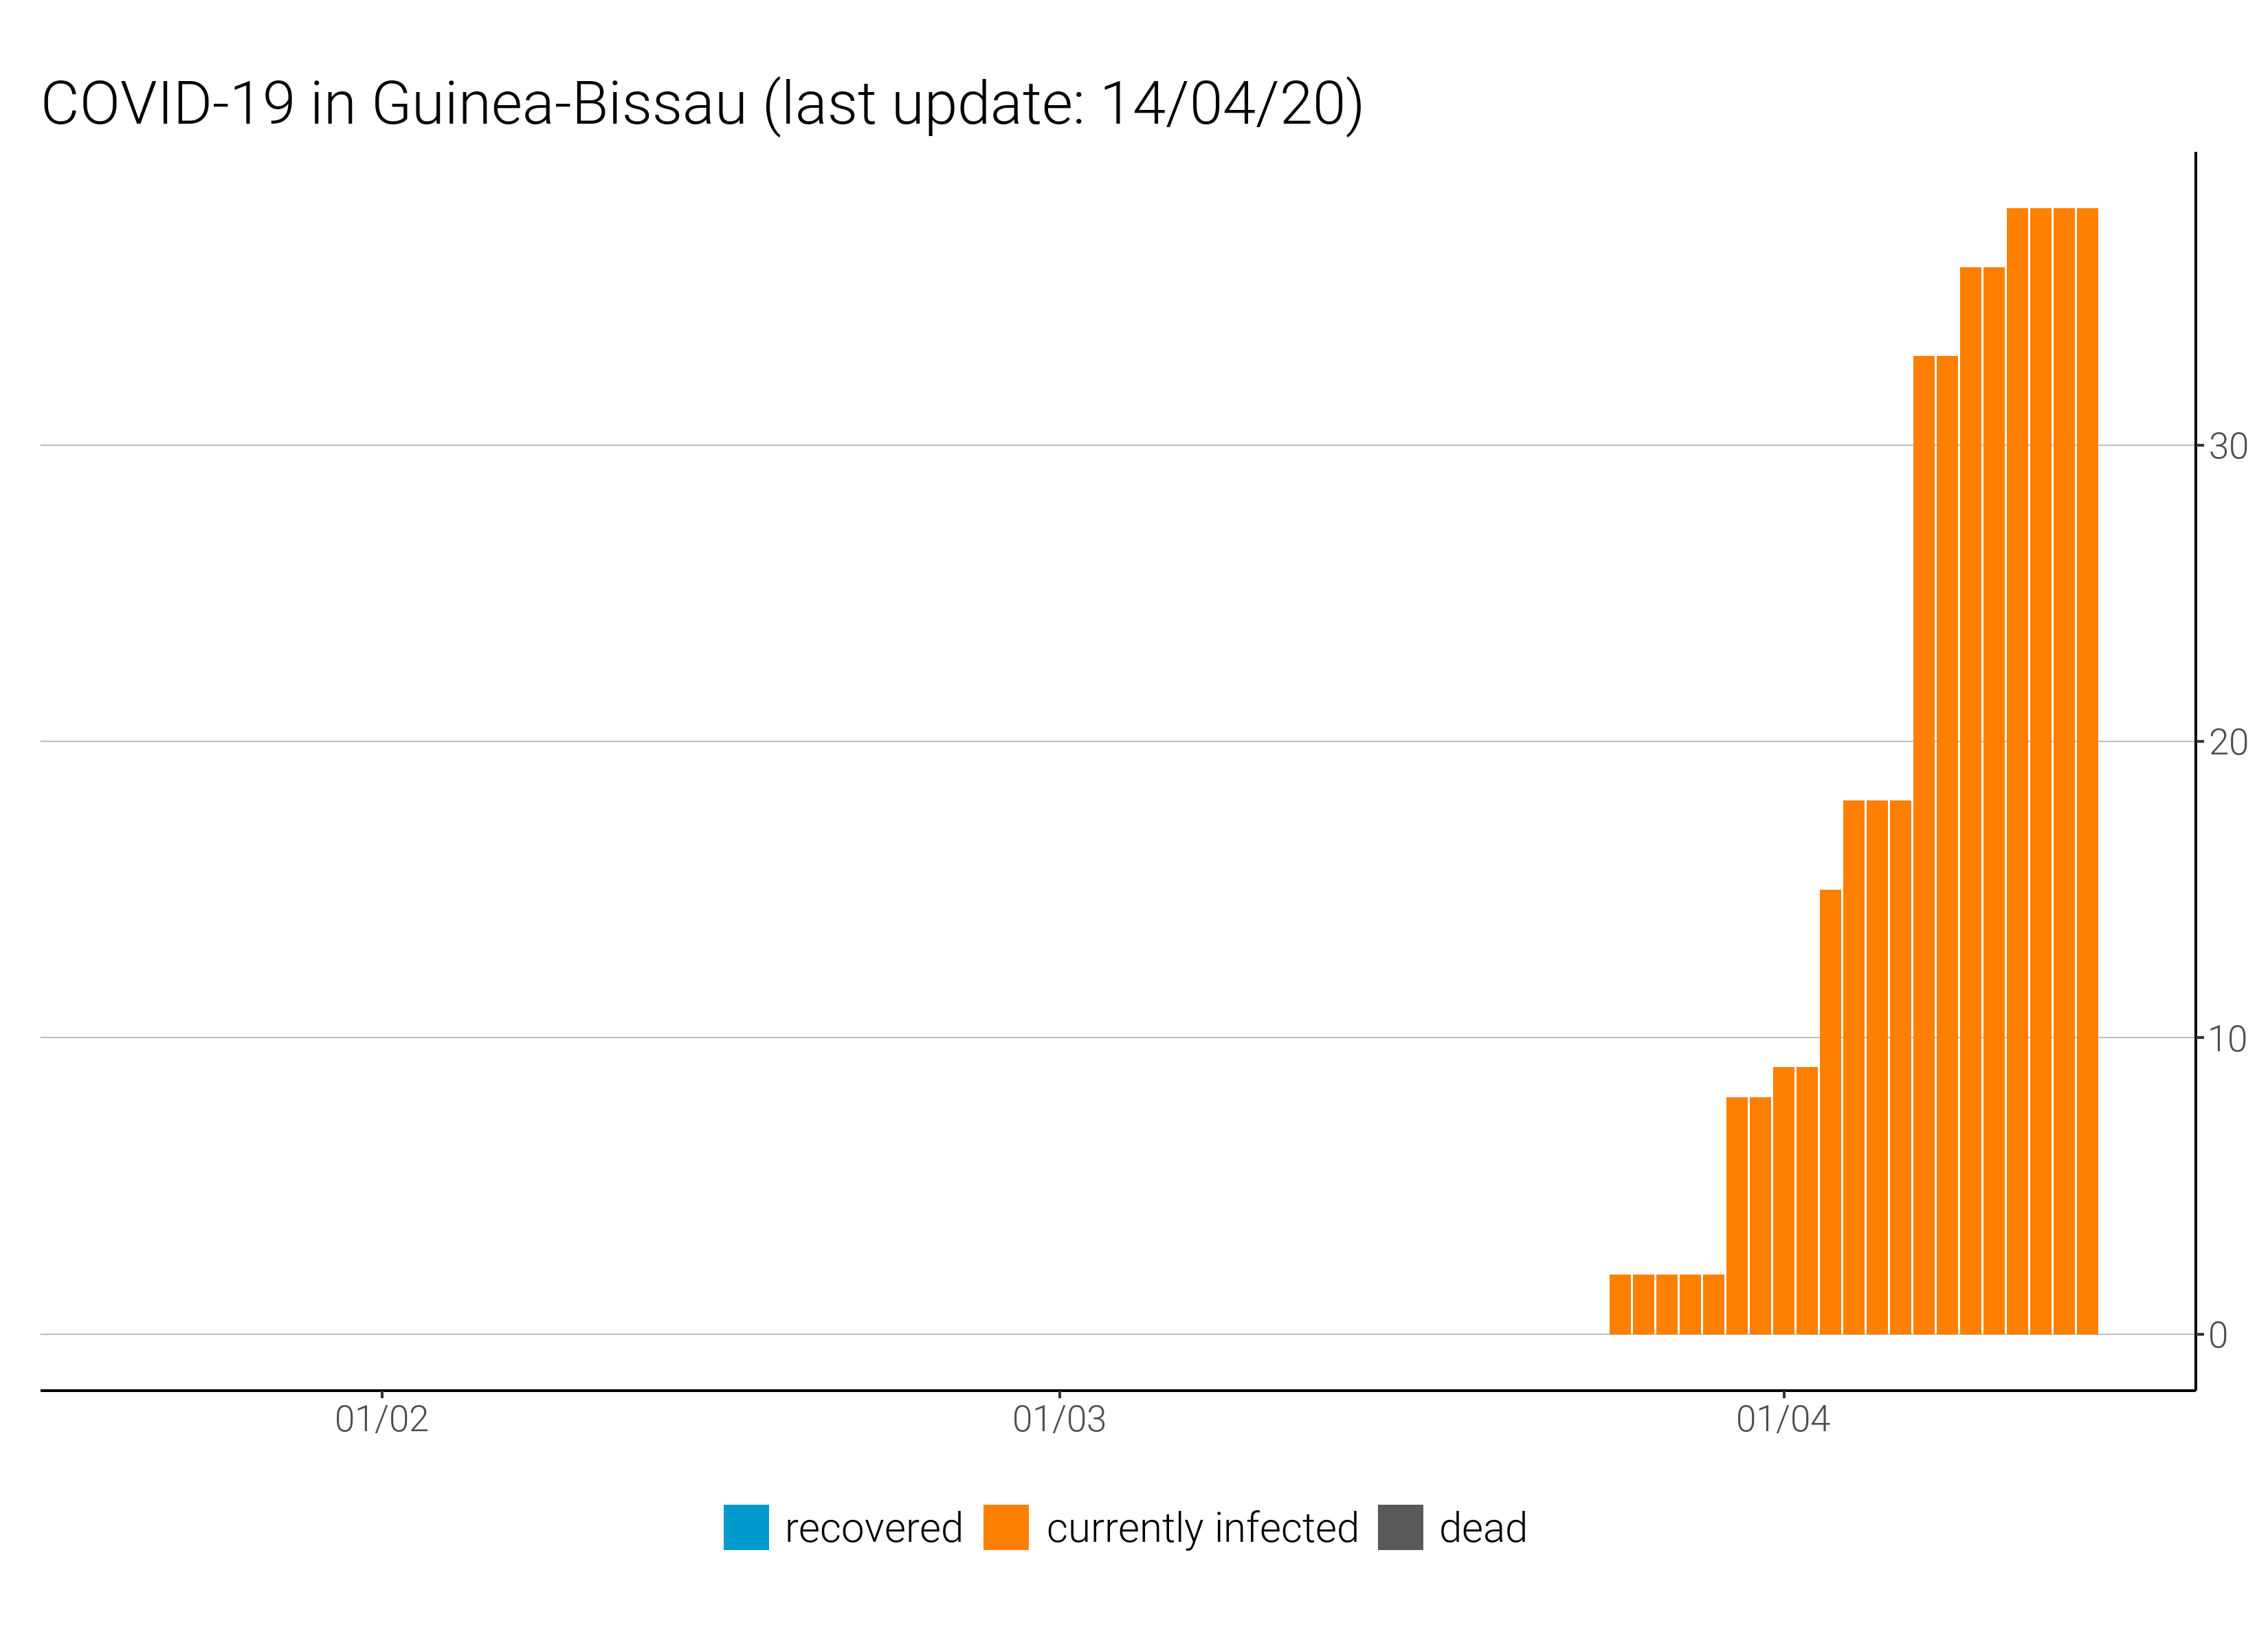 COVID-19 in Guinea-Bissau (last update: 14/04/20)
30
20
10
0
01/02 01/03 01/04
recovered currently infected dead